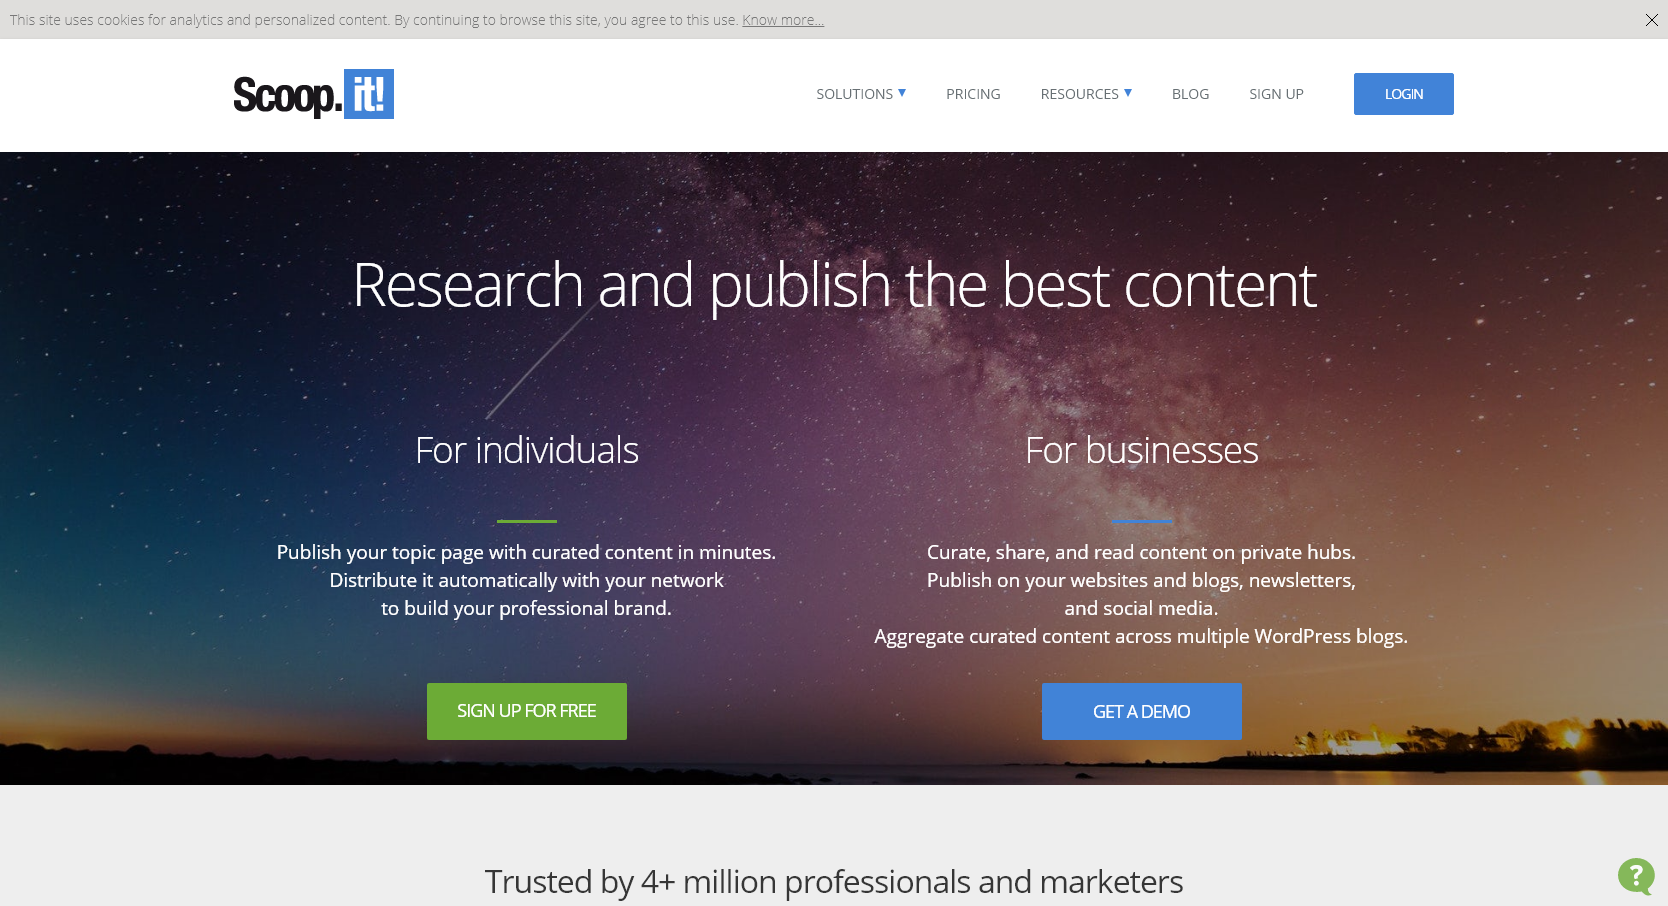 This site uses cookies for analytics and personalized content. By continuing to browse this site, you agree to this use. Know more...
Scoop.it!
SOLUTIONS
PRICING
RESOURCES
BLOG
SIGN UP
LOGIN
Research and publish the best content
For individuals
Publish your topic page with curated content in minutes.
Distribute it automatically with your network
to build your professional brand.
SIGN UP FOR FREE
For businesses
Curate, share, and read content on private hubs.
Publish on your websites and blogs, newsletters,
and social media.
Aggregate curated content across multiple WordPress blogs.
GET A DEMO
Trusted by 4+ million professionals and marketers
?